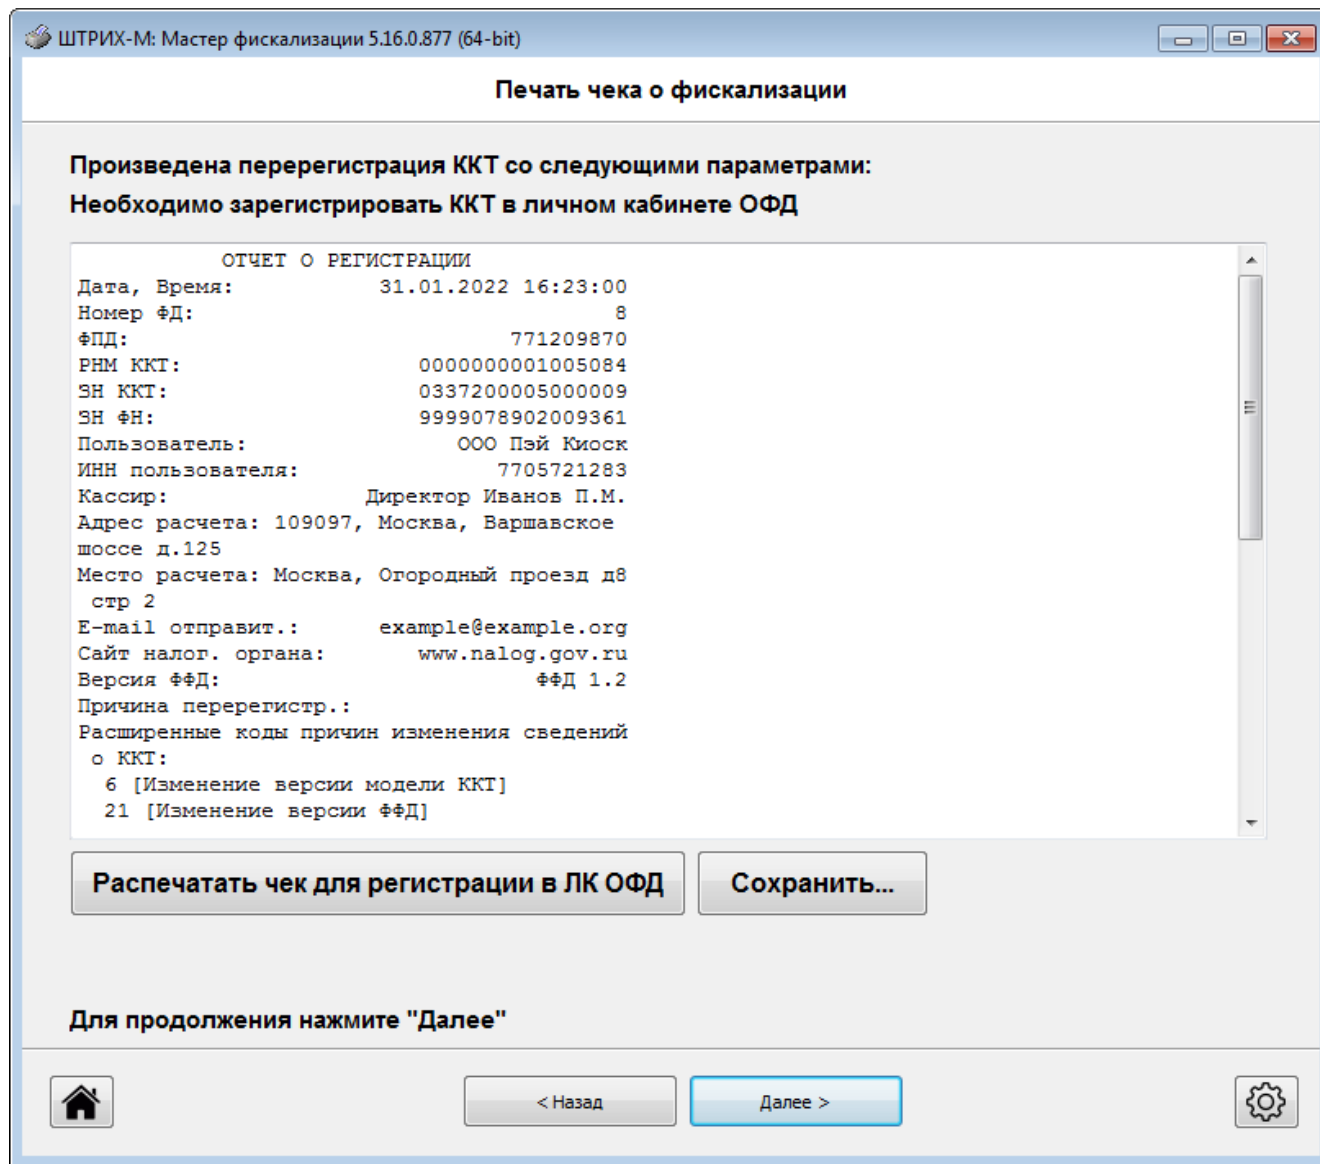 ШТРИХ-М: Мастер фискализации 5.16.0.877 (64-bit)
Печать чека о фискализации
Произведена перерегистрация ККТ со следующими параметрами:
Необходимо зарегистрировать ККТ в личном кабинете ОФД
ОТЧЕТ О РЕГИСТРАЦИИ
Дата, Время: 31.01.2022 16:23:00
Номер ФД: 8
ФПД: 771209870
РНМ ККТ: 0000000001005084
ЗН ККТ: 0337200005000009
ЗН ФН: 9999078902009361
Пользователь: ООО Пэй Киоск
ИНН пользователя: 7705721283
Кассир: Директор Иванов П.М.
Адрес расчета: 109097, Москва, Варшавское
шоссе д.125
Место расчета: Москва, Огородный проезд д8
стр 2
E-mail отправит.: example@example.org
Сайт налог. органа: www.nalog.gov.ru
Версия ФФД: ФФД 1.2
Причина перерегистр.:
Расширенные коды причин изменения сведений
о ККТ:
6 [Изменение версии модели ККТ]
21 [Изменение версии ФФД]
Распечатать чек для регистрации в ЛК ОФД
Сохранить...
Для продолжения нажмите "Далее"
< Назад
Далее >